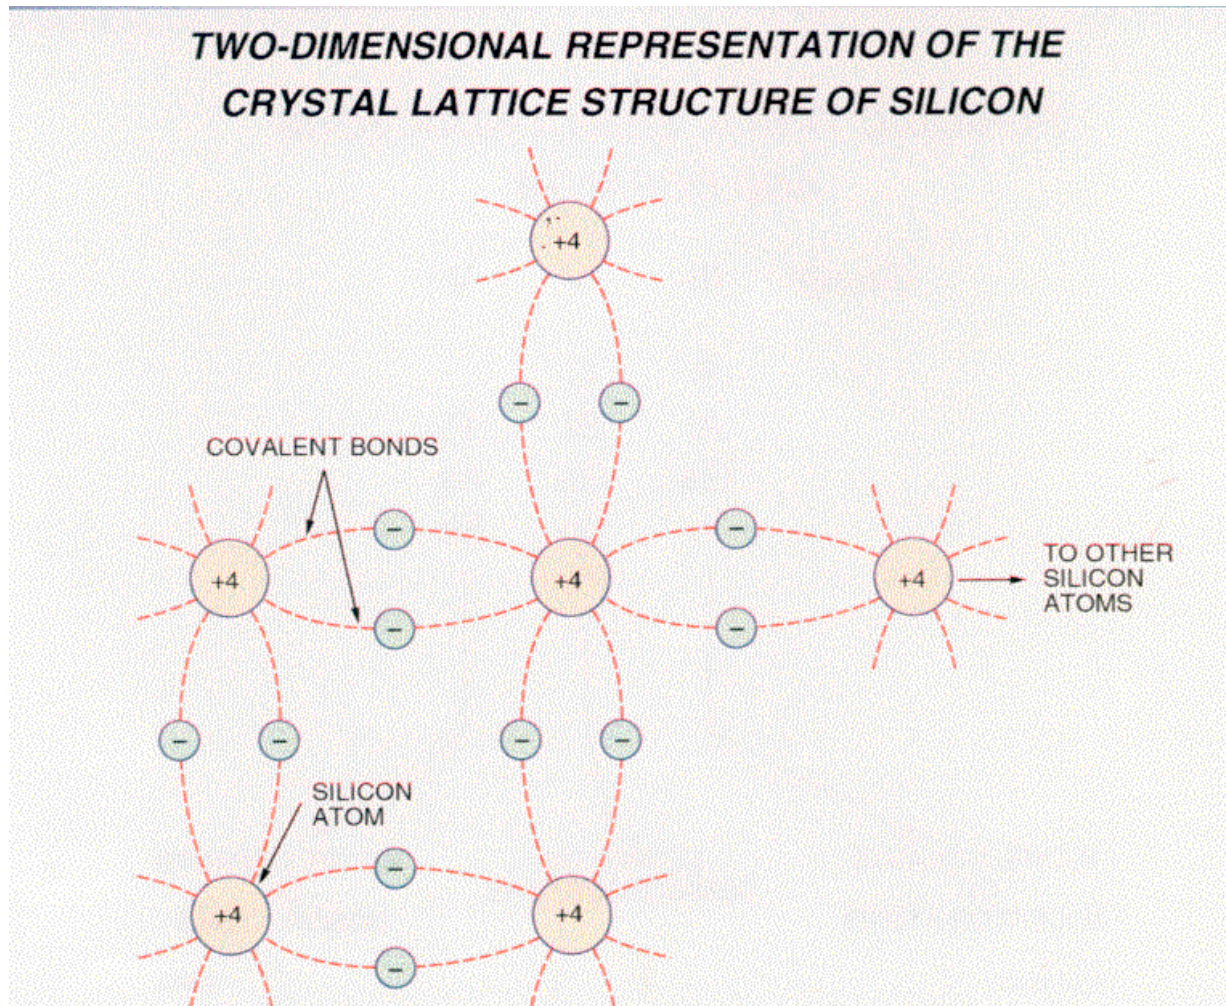 TWO-DIMENSIONAL REPRESENTATION OF THE
CRYSTAL LATTICE STRUCTURE OF SILICON
+4
−
−
COVALENT BONDS
−
−
+4
+4
+4
TO OTHER
SILICON
ATOMS
−
−
−
−
−
−
SILICON
ATOM
−
+4
+4
−